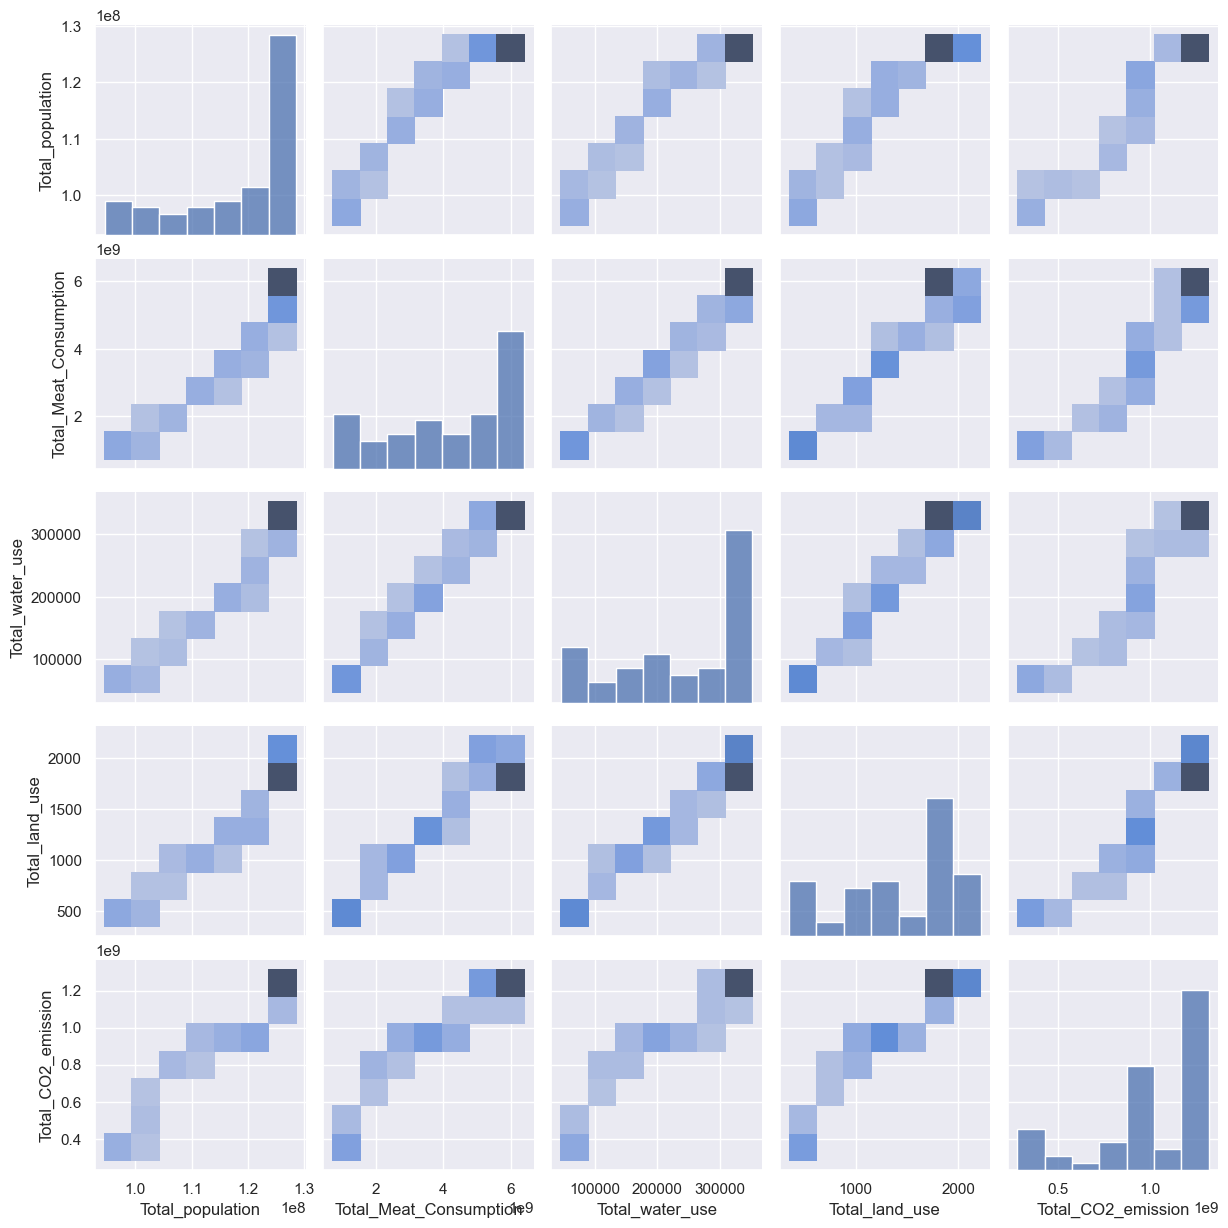 1e8
1.3
1.2
1.1
1.0
Total_population
1e9
6
4
2
Total_Meat_Consumption
300000
200000
100000
Total_water_use
2000
1500
1000
500
Total_land_use
1e9
1.2
1.0
0.8
0.6
0.4
Total_CO2_emission
1.0 1.1 1.2 1.3
1e8
Total_population
2 4 6
1e9
Total_Meat_Consumption
100000 200000 300000
Total_water_use
1000 2000
Total_land_use
0.5 1.0
1e9
Total_CO2_emission